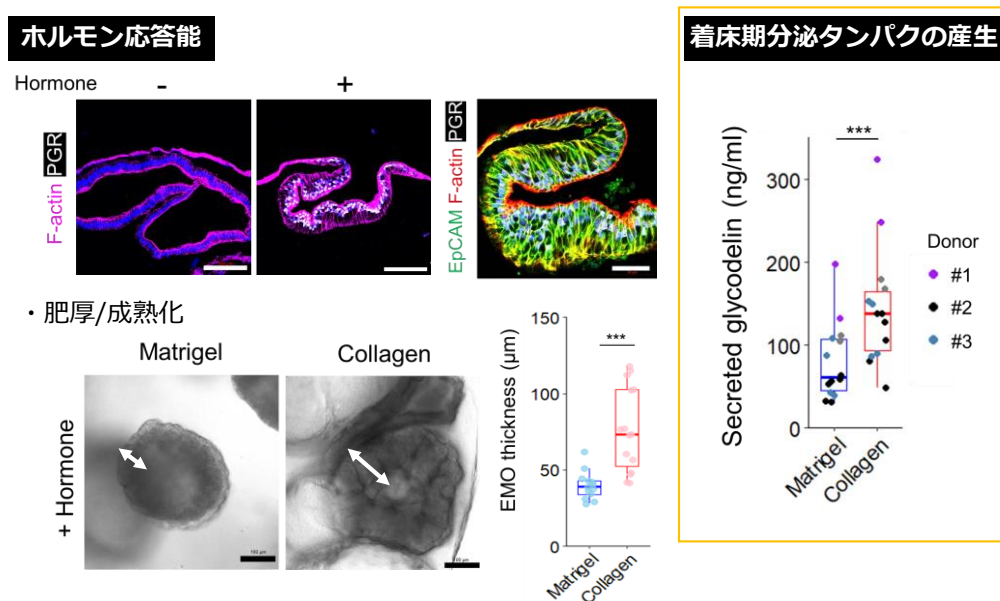 ホルモン応答能
Hormone - +
F-actin PGR
EpCAM F-actin PGR
・肥厚/成熟化
Matrigel Collagen
+ Hormone
100 µm
EMO thickness (µm)
150
100
50
0
***
Matrigel
Collagen
着床期分泌タンパクの産生
Secreted glycodelin (ng/ml)
300
200
100
0
***
Matrigel
Collagen
Donor
#1
#2
#3